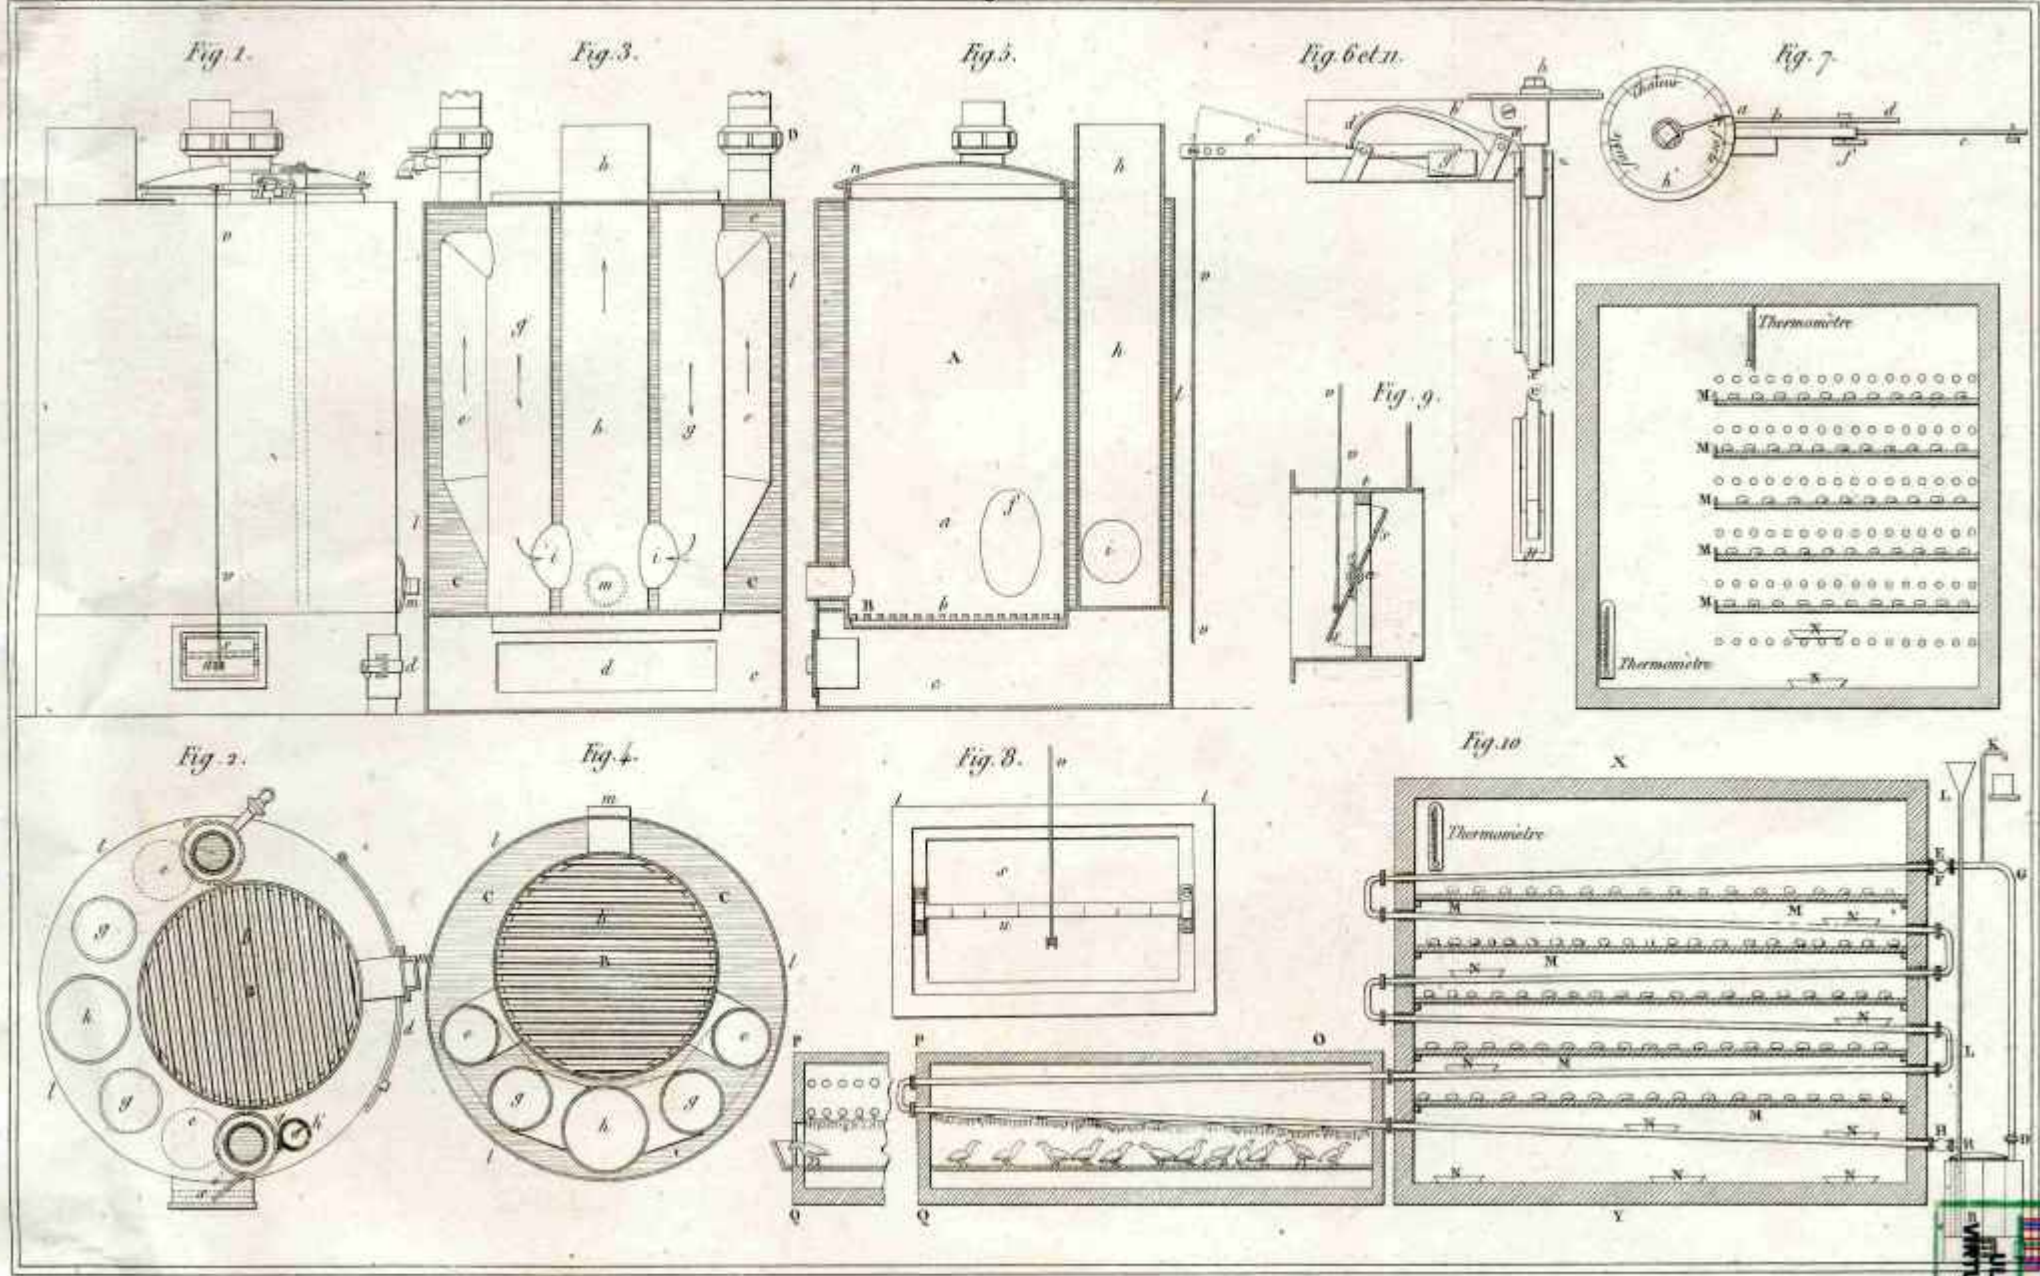 Fig. 1.
Fig. 3.
Fig. 5.
Fig. 6 et 11.
Fig. 7.
h
chaleur
a
b
d
D
h
n
h
d'
b'
e'
g'
f
e
h'
v
e
l
v
Thermomètre
g
A
h
M
e
h
g
e
l
Fig. 9.
M
v
v
t
M
l
a
f
i
i
i
M
v
m
C
m
C
B
b
H
M
N
d
d
e
c
v
Thermomètre
N
Fig. 2.
Fig. 4.
Fig. 8.
v
Fig. 10
X
K
m
l
l
L
l
l
Thermomètre
e
s
E
F
G
C
C
g
b
M
M
N
a
B
u
l
N
M
h
d
N
P
P
O
e
e
N
M
L
l
g
g
g
h
M
e
h'
N
N
H
R
D
l
N
N
N
s
Q
Q
Y